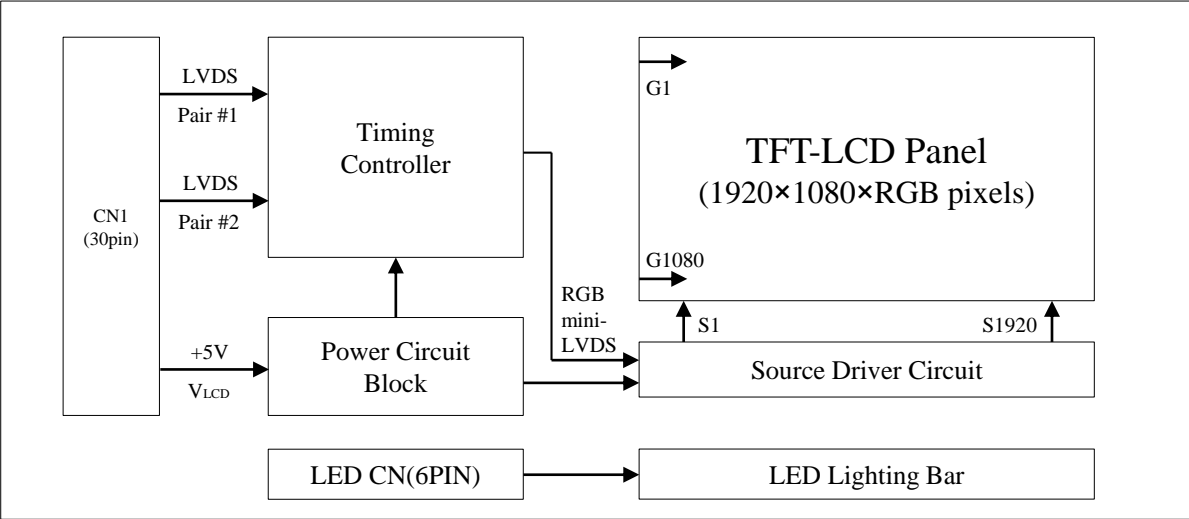 CN1
(30pin)
LVDS
Pair #1
LVDS
Pair #2
+5V
VLCD
Timing
Controller
Power Circuit
Block
RGB
mini-
LVDS
G1
TFT-LCD Panel
(1920×1080×RGB pixels)
G1080
S1
S1920
Source Driver Circuit
LED CN(6PIN)
LED Lighting Bar